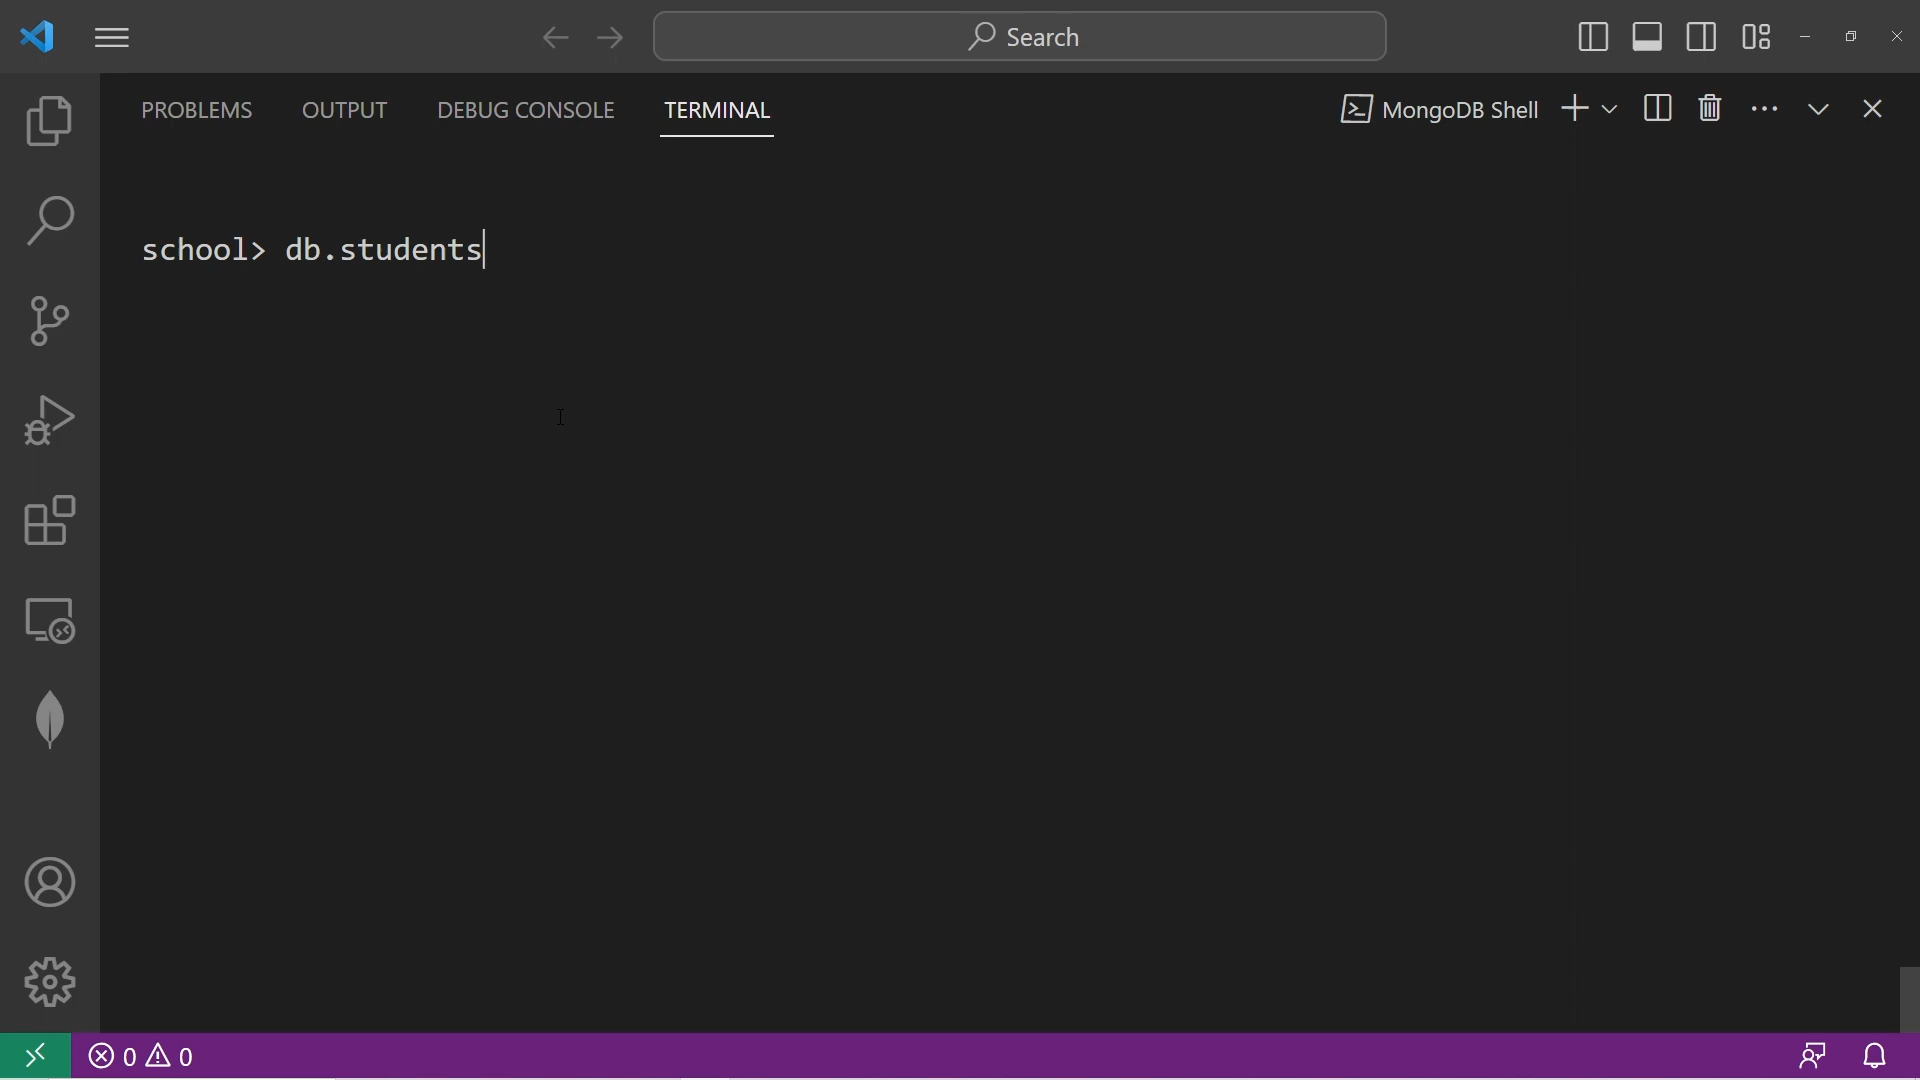 Search
PROBLEMS OUTPUT DEBUG CONSOLE TERMINAL MongoDB Shell
school> db.students
0 0